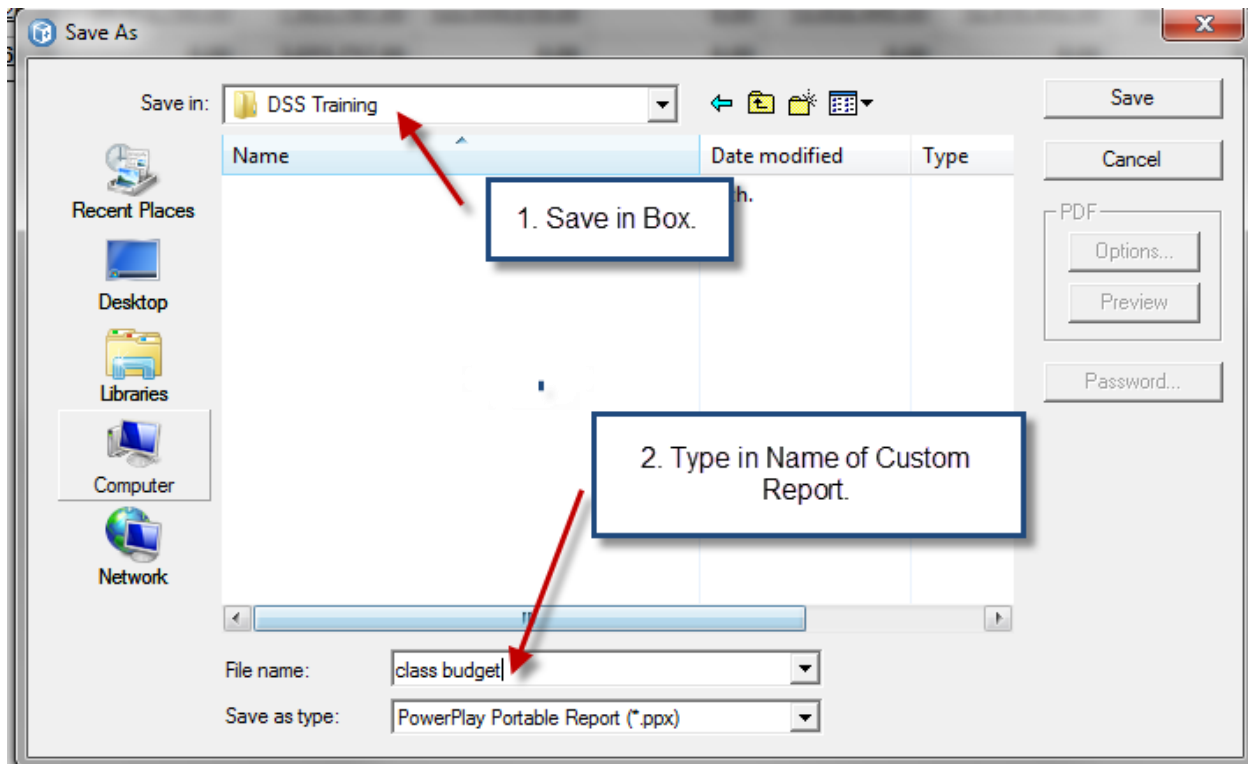 Save As
Save in:
DSS Training
Save
Name
Date modified
Type
Cancel
Recent Places
1. Save in Box.
PDF
Options...
Desktop
Preview
Libraries
Password...
2. Type in Name of Custom
Report.
Computer
Network
File name:
class budget
Save as type:
PowerPlay Portable Report (*.ppx)